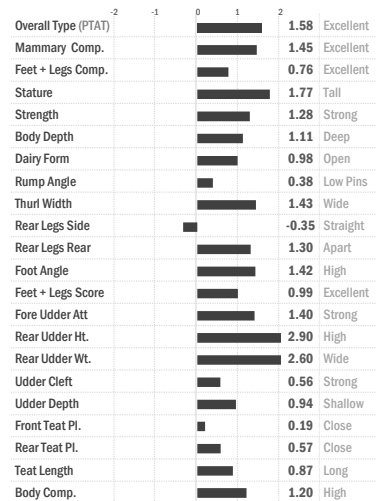 -2 -1 0 1 2
Overall Type (PTAT) 1.58 Excellent
Mammary Comp. 1.45 Excellent
Feet + Legs Comp. 0.76 Excellent
Stature 1.77 Tall
Strength 1.28 Strong
Body Depth 1.11 Deep
Dairy Form 0.98 Open
Rump Angle 0.38 Low Pins
Thurl Width 1.43 Wide
Rear Legs Side -0.35 Straight
Rear Legs Rear 1.30 Apart
Foot Angle 1.42 High
Feet + Legs Score 0.99 Excellent
Fore Udder Att 1.40 Strong
Rear Udder Ht. 2.90 High
Rear Udder Wt. 2.60 Wide
Udder Cleft 0.56 Strong
Udder Depth 0.94 Shallow
Front Teat Pl. 0.19 Close
Rear Teat Pl. 0.57 Close
Teat Length 0.87 Long
Body Comp. 1.20 High